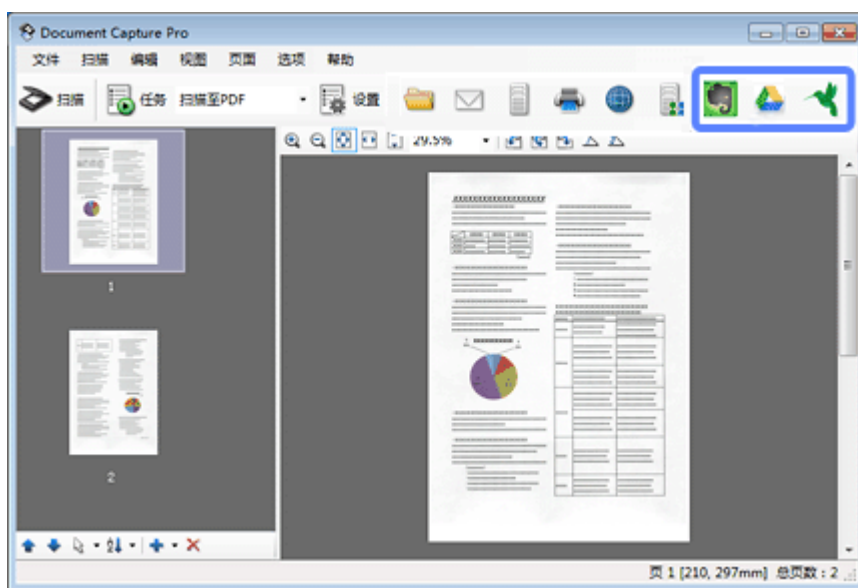 Document Capture Pro
文件 扫描 编辑 视图 页面 选项 帮助
扫描 任务 扫描至PDF 设置
29.5%
1
2
页 1 [210, 297mm] 总页数：2